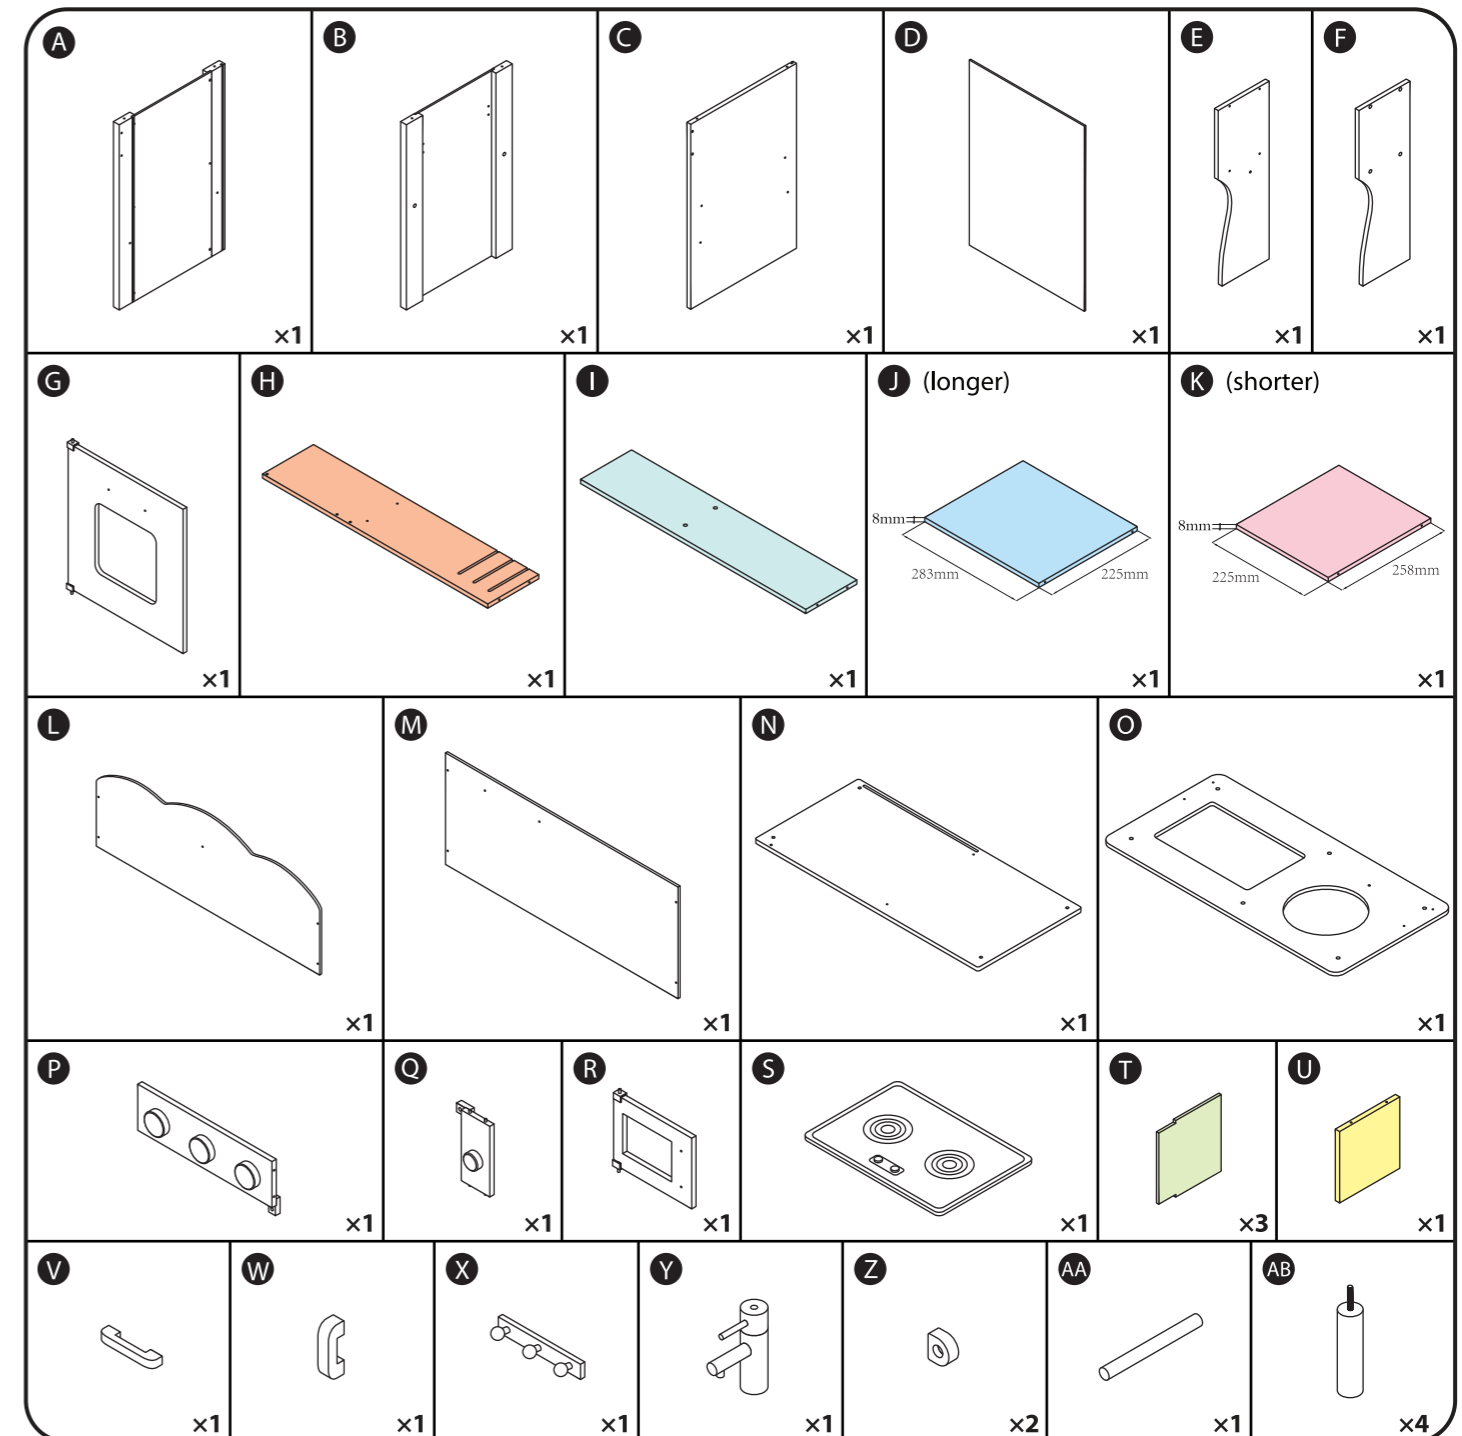 A
B
C
D
E
F
×1
×1
×1
×1
×1
×1
G
H
I
J (longer)
K (shorter)
8mm
283mm
225mm
8mm
225mm
258mm
×1
×1
×1
×1
×1
L
M
N
O
×1
×1
×1
×1
P
Q
R
S
T
U
×1
×1
×1
×1
×3
×1
V
W
X
Y
Z
AA
AB
×1
×1
×1
×1
×2
×1
×4